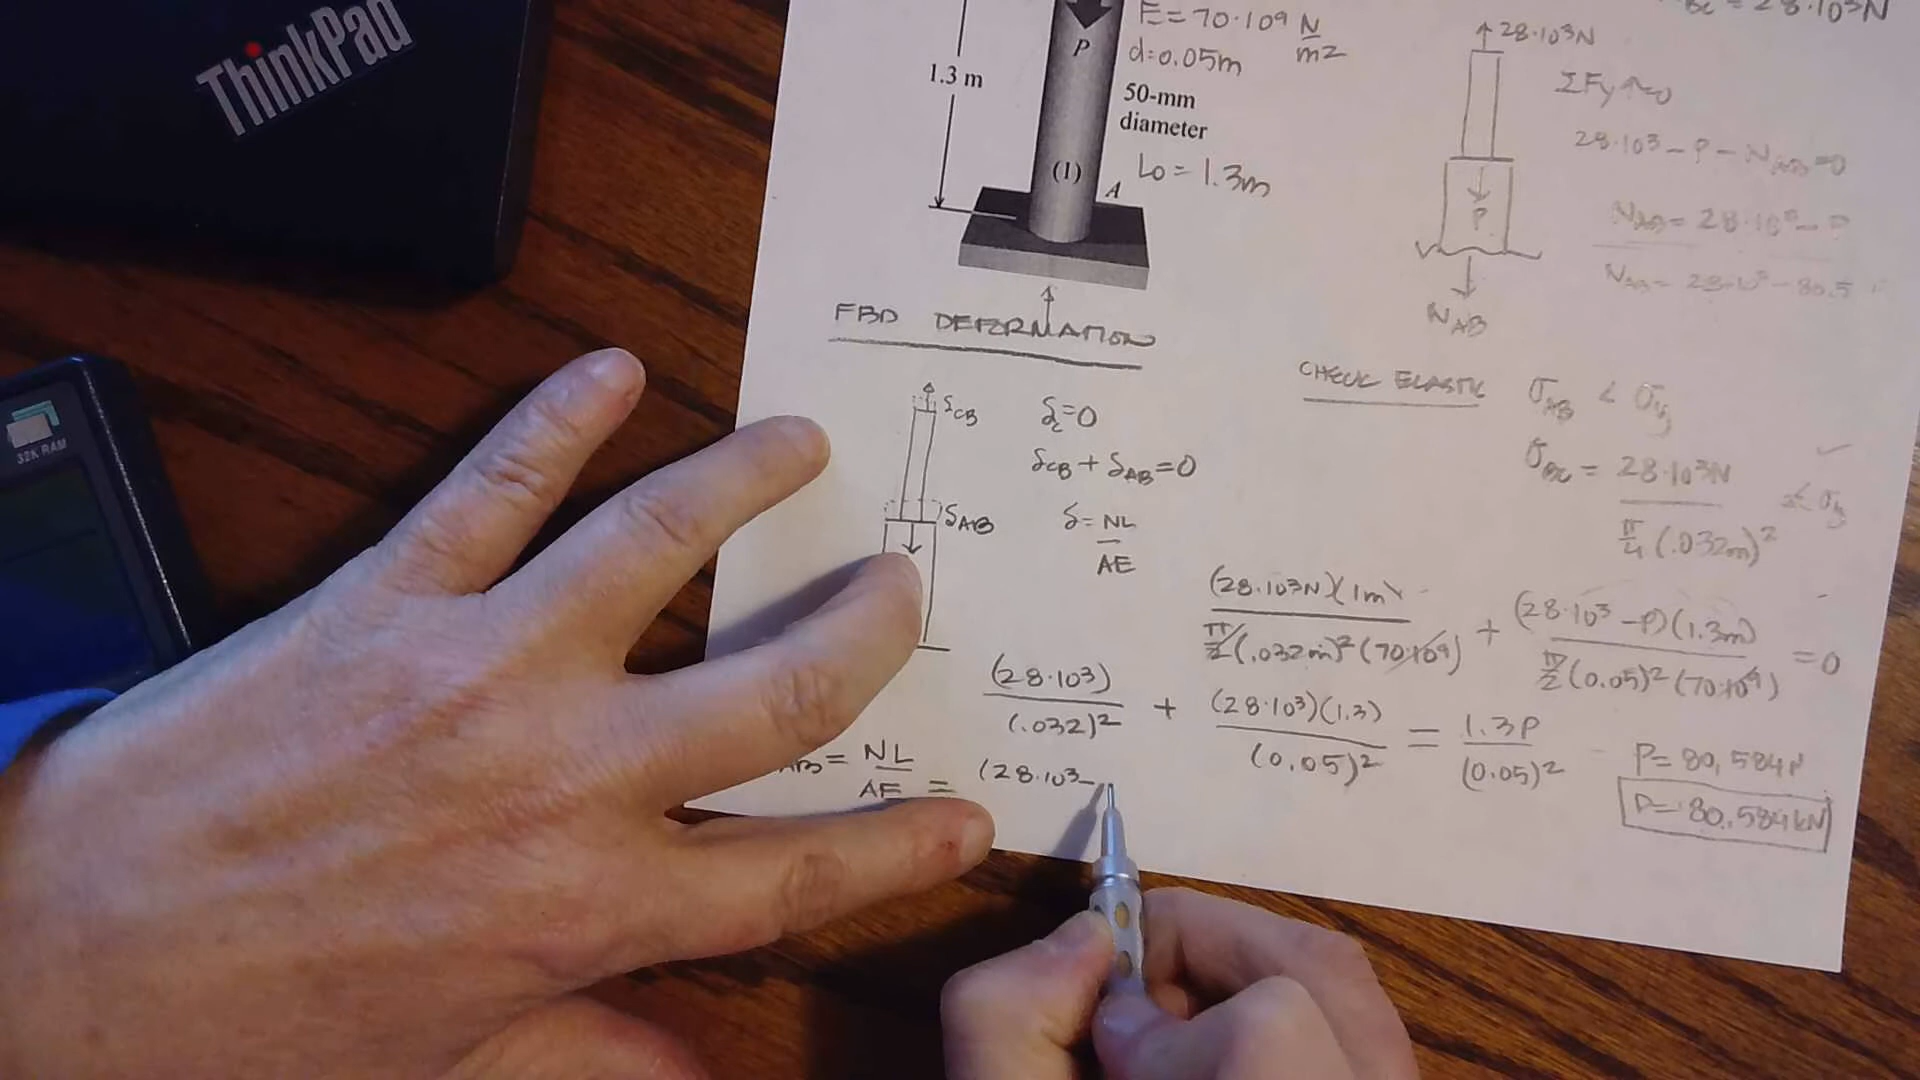 ThinkPad
32K RAM
1.3 m
P
E = 70·10⁹ N/m²
d=0.05m
50-mm
diameter
(1)
A
Lo = 1.3m
BC = 28·10³N
28·10³N
ΣFy↑=0
28·10³ - P - N_AB = 0
N_AB = 28·10³ - P
N_AB = 28·10³ - 80.5
P
N_AB
FBD DEFORMATION
δ_CB
δ_c=0
δ_CB + δ_AB = 0
δ_AB
δ = NL/AE
CHECK ELASTIC σ_AB < σ_y
σ_BC = 28·10³N / π/4 (.032m)² < σ_y
(28·10³N)(1m) / π/2 (.032m)² (70·10⁹) + (28·10³ - P)(1.3m) / π/2 (0.05)² (70·10⁹) = 0
(28·10³) / (.032)² + (28·10³)(1.3) / (0.05)² = 1.3P / (0.05)²
P = 80,584N
P = 80.584kN
AB = NL/AE = (28·10³ -